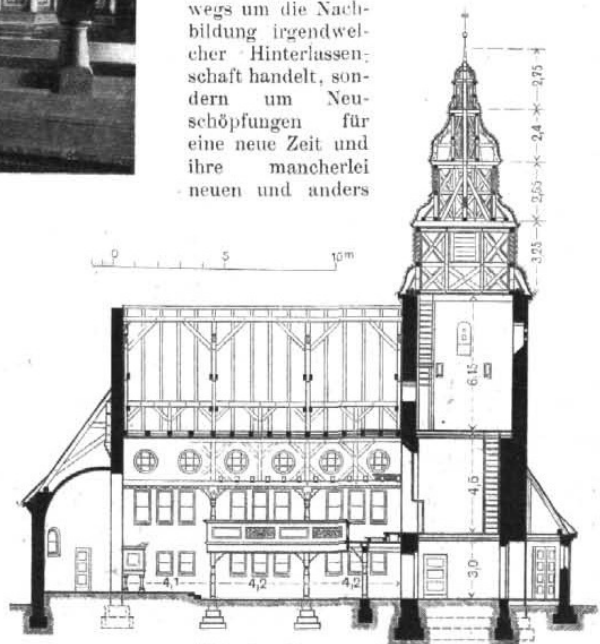 wegs um die Nach-
bildung irgendwel-
cher Hinterlassen-
schaft handelt, son-
dern um Neu-
schöpfungen für
eine neue Zeit und
ihre mancherlei
neuen und anders
2,75
2,4
2,55
3,25
0 5 10m
6,15
4,5
3,0
4,1 4,2 4,2